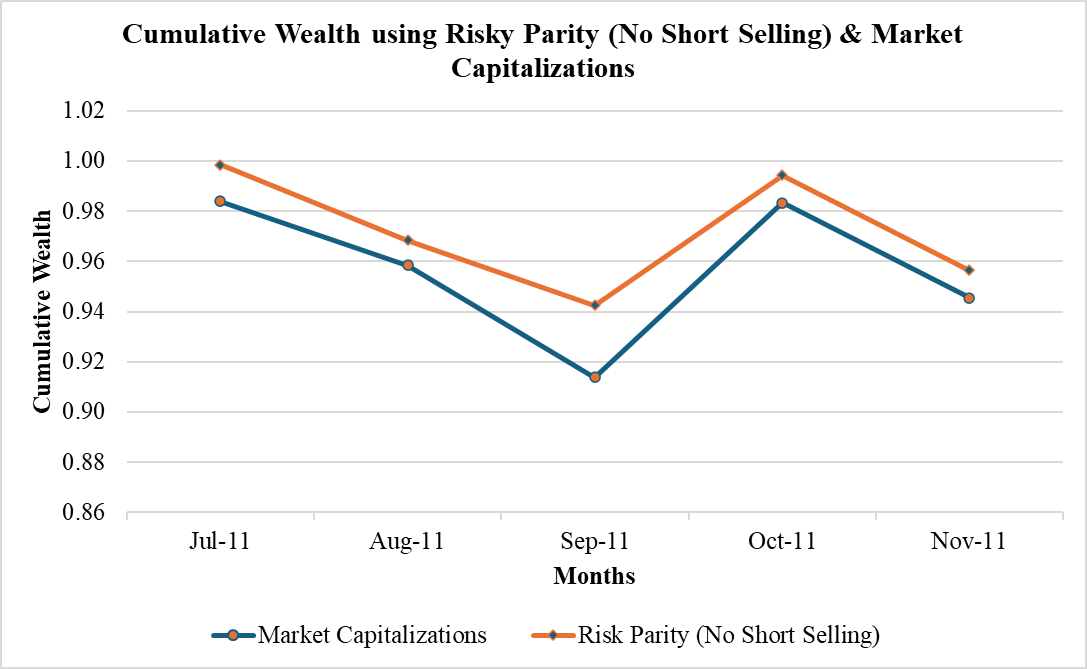 Cumulative Wealth using Risky Parity (No Short Selling) & Market
Capitalizations
1.02
1.00
0.98
0.96
0.94
0.92
0.90
0.88
0.86
Cumulative Wealth
Jul-11
Aug-11
Sep-11
Oct-11
Nov-11
Months
Market Capitalizations
Risk Parity (No Short Selling)